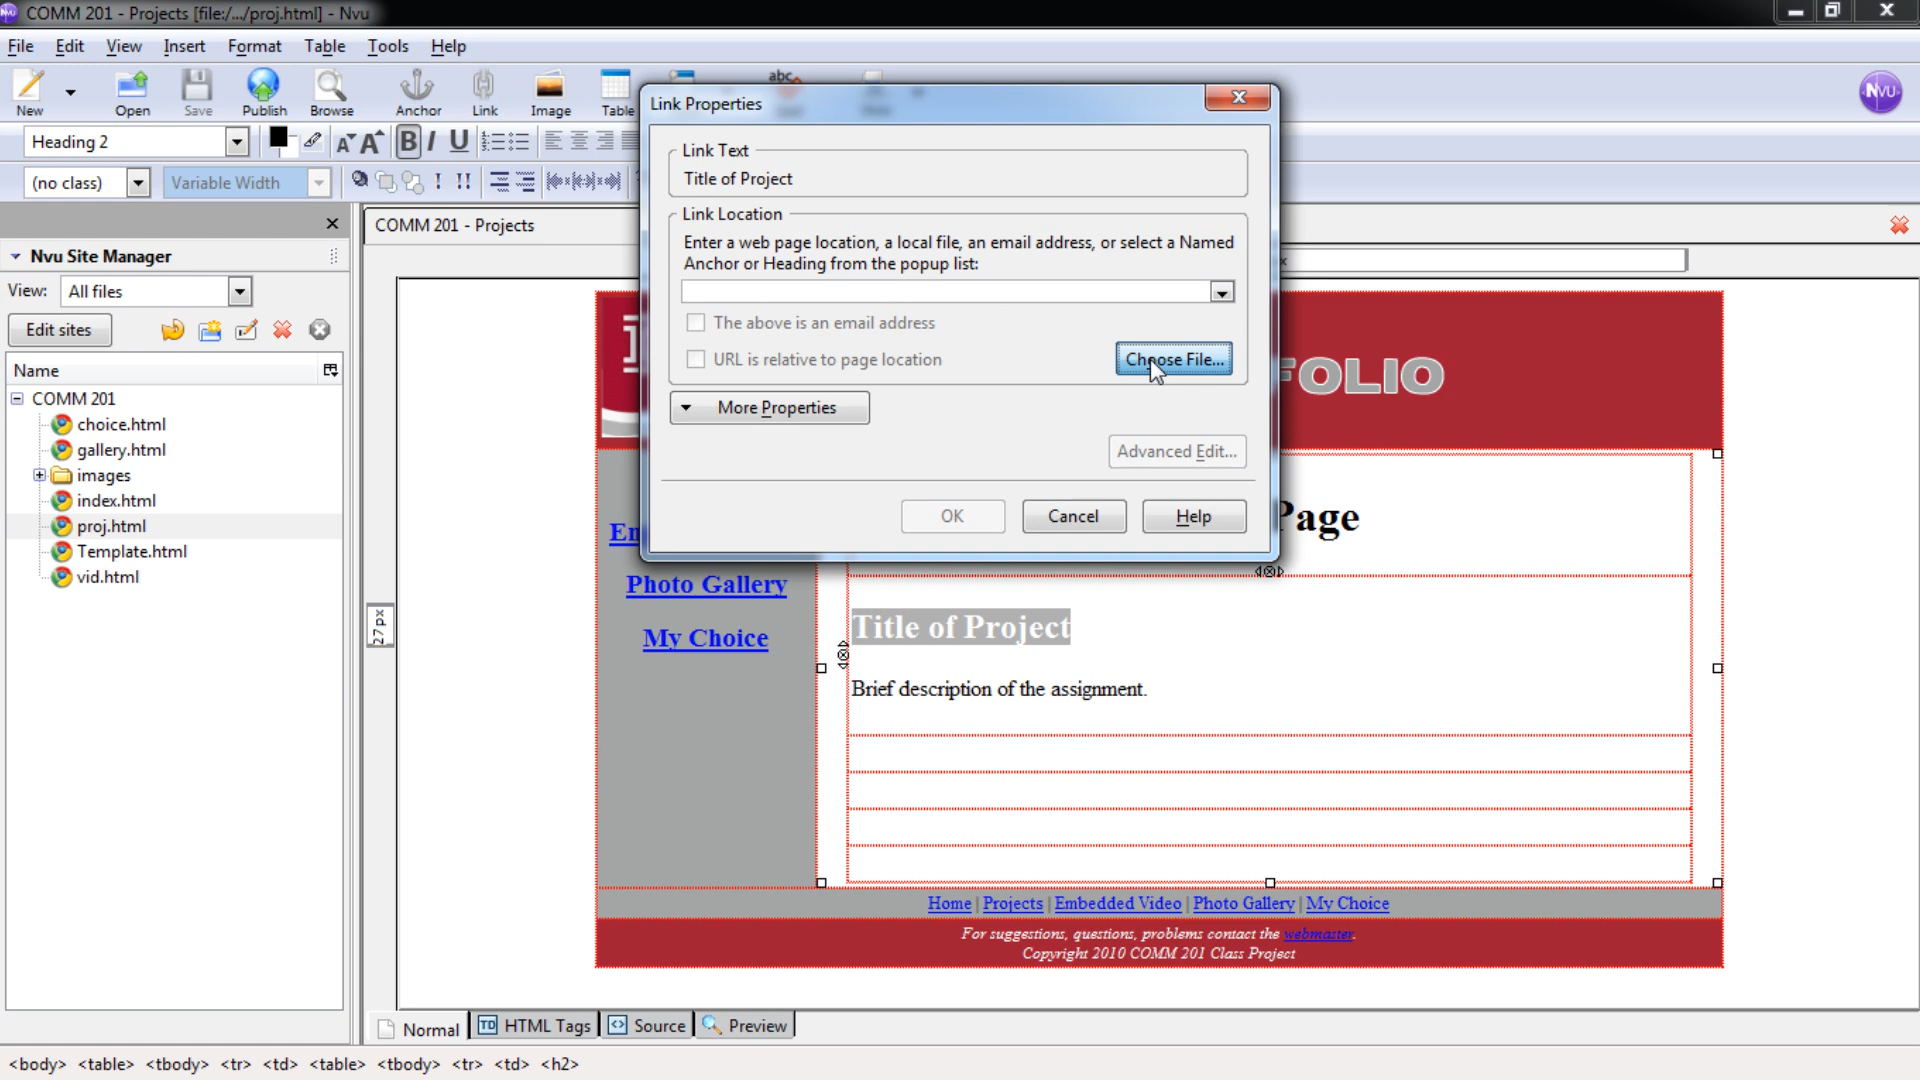 COMM 201 - Projects [file:/.../proj.html] - Nvu
File Edit View Insert Format Table Tools Help
New Open Save Publish Browse Anchor Link Image Table
NVU
Heading 2
(no class) Variable Width
Link Properties
Link Text
Title of Project
Link Location
Enter a web page location, a local file, an email address, or select a Named
Anchor or Heading from the popup list:
The above is an email address
URL is relative to page location
Choose File...
More Properties
Advanced Edit...
OK Cancel Help
Nvu Site Manager
View: All files
Edit sites
Name
COMM 201
choice.html
gallery.html
images
index.html
proj.html
Template.html
vid.html
COMM 201 - Projects
FOLIO
Page
27 px
Em
Photo Gallery
My Choice
Title of Project
Brief description of the assignment.
Home | Projects | Embedded Video | Photo Gallery | My Choice
For suggestions, questions, problems contact the webmaster.
Copyright 2010 COMM 201 Class Project
Normal HTML Tags Source Preview
<body> <table> <tbody> <tr> <td> <table> <tbody> <tr> <td> <h2>